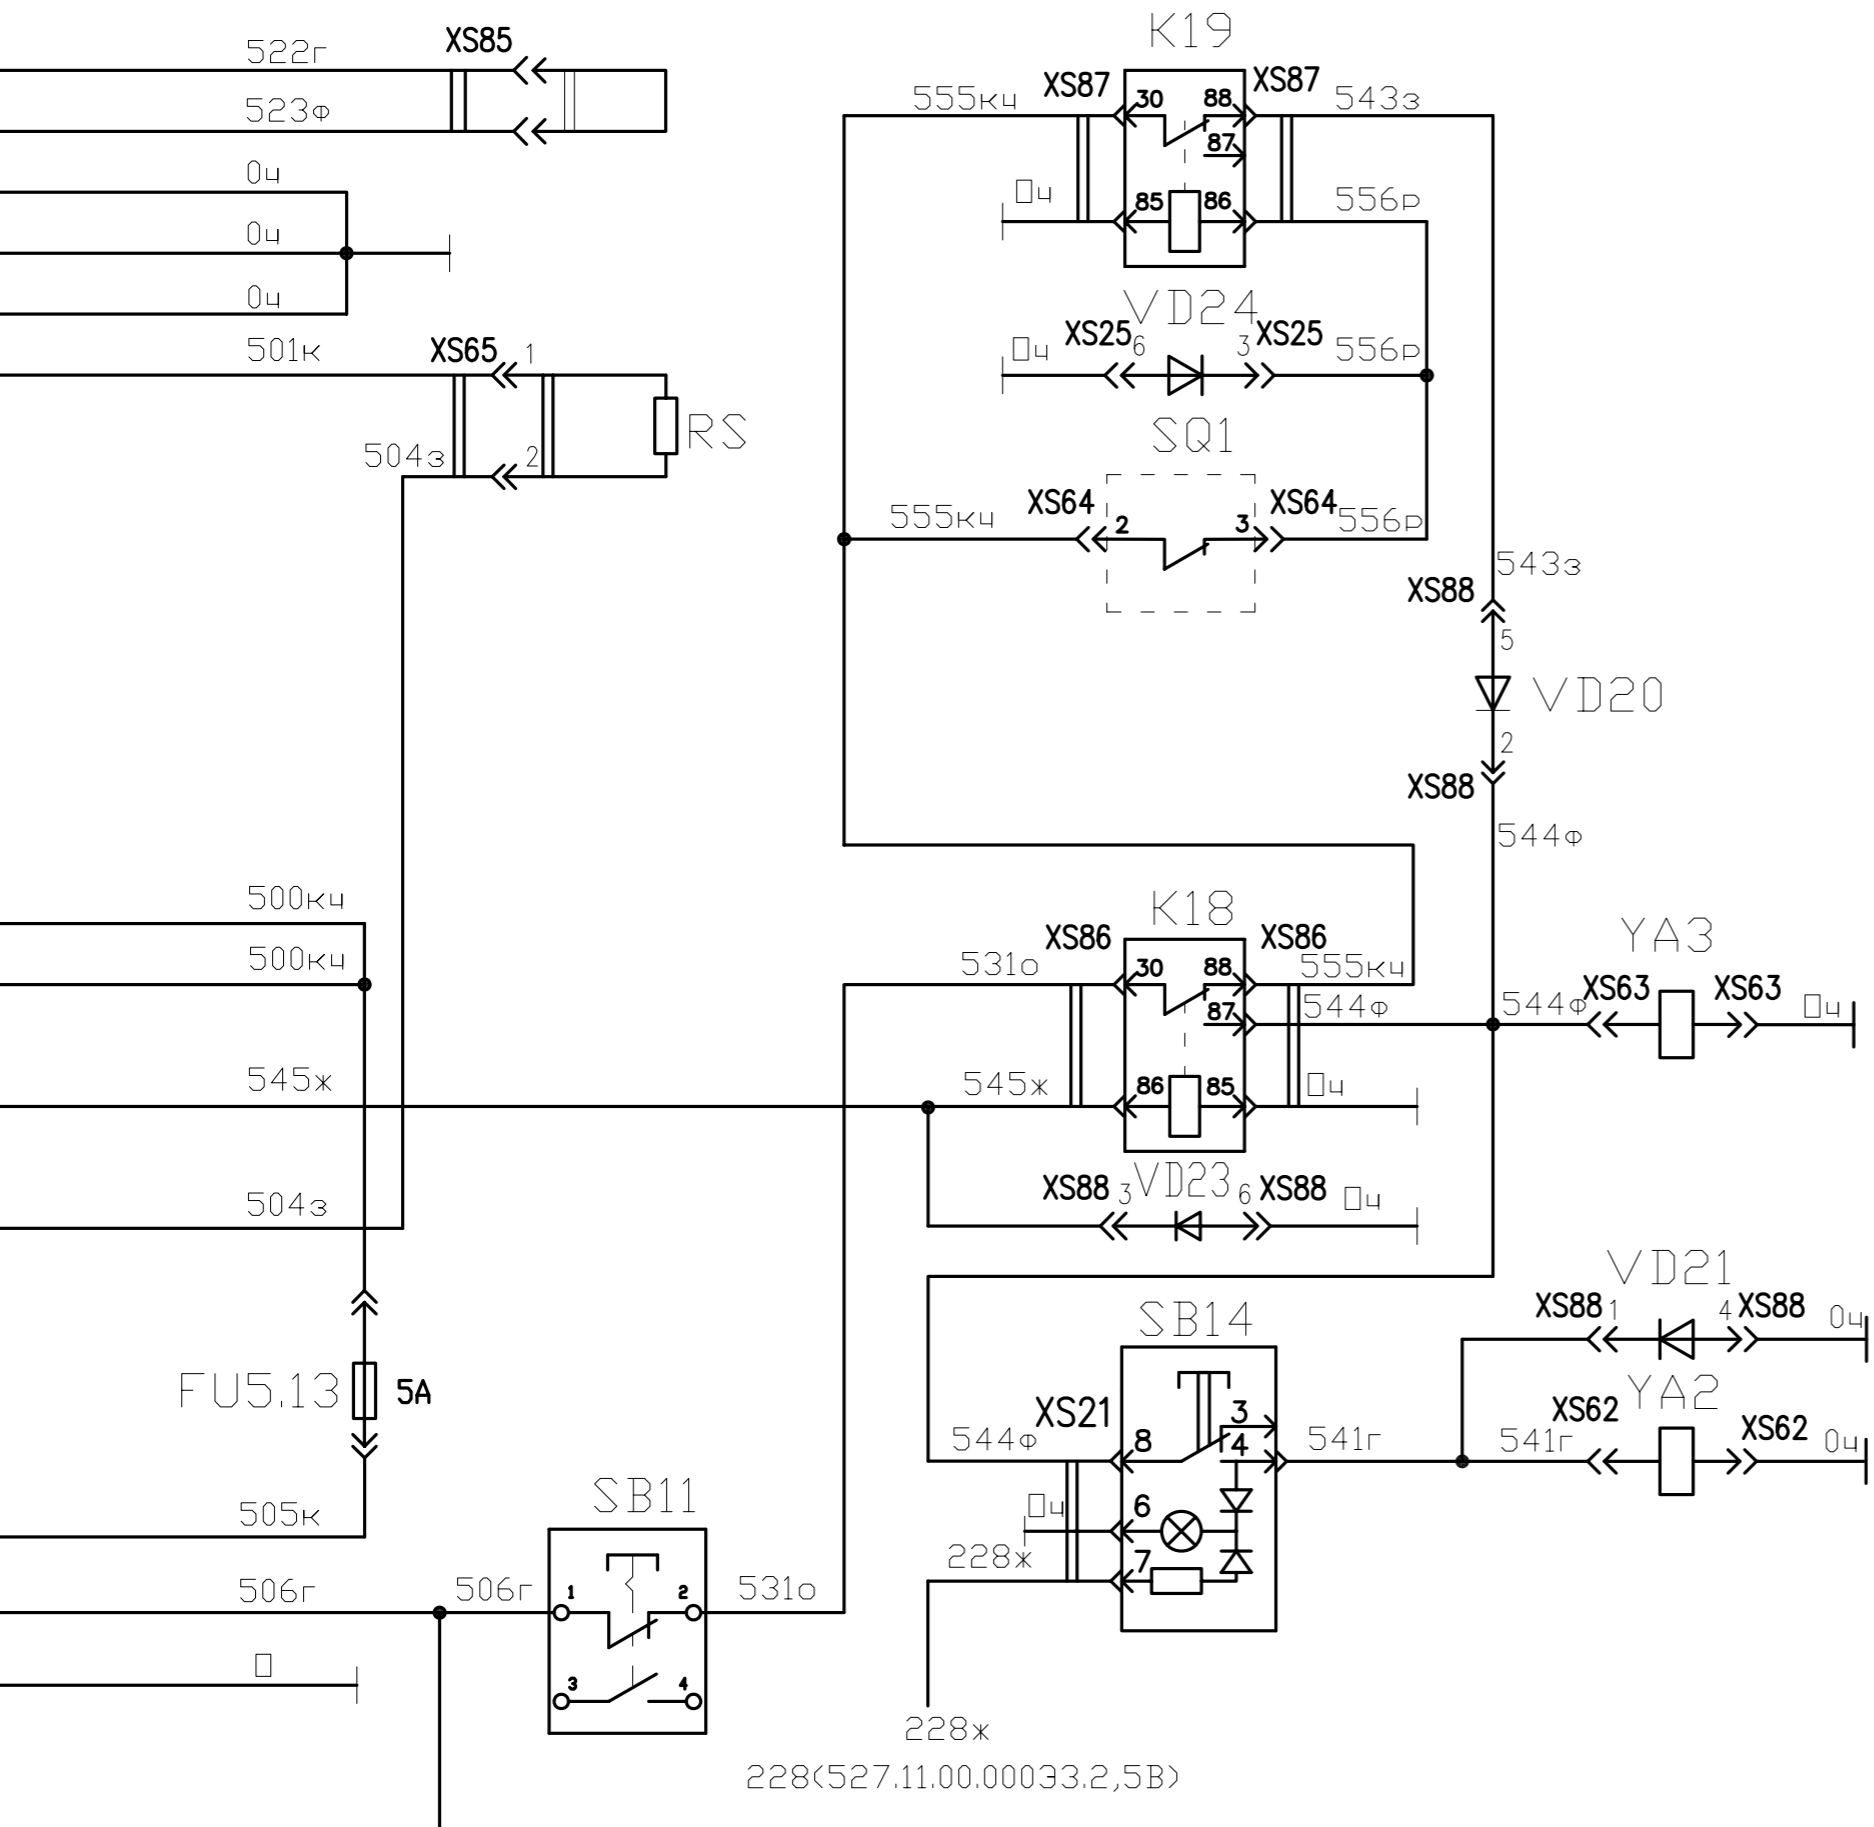 522г
XS85
523ф
0ч
0ч
0ч
501к
XS65
1
504з
2
RS
K19
XS87
XS87
555кч
30
88
543з
87
0ч
85
86
556р
VD24
XS25
6
3
XS25
0ч
556р
SQ1
XS64
XS64
555кч
2
3
556р
543з
XS88
5
VD20
2
XS88
544ф
500кч
500кч
545ж
504з
K18
XS86
XS86
531о
30
88
555кч
87
544ф
545ж
86
85
0ч
YA3
544ф
XS63
XS63
0ч
XS88
3
VD23
6
XS88
0ч
FU5.13
5А
505к
VD21
XS88
1
4
XS88
0ч
YA2
XS62
XS62
541г
0ч
SB14
XS21
544ф
8
3
4
541г
0ч
6
228ж
7
228ж
228(527.11.00.00033.2,5В)
SB11
506г
506г
1
2
531о
3
4
0